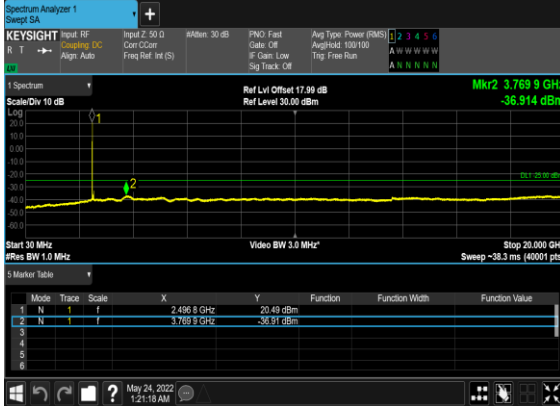 Spectrum Analyzer 1
Swept SA
+
KEYSIGHT
R T
LXI
Input: RF
Coupling: DC
Align: Auto
Input Z: 50 Ω
Corr CCorr
Freq Ref: Int (S)
#Atten: 30 dB
PNO: Fast
Gate: Off
IF Gain: Low
Sig Track: Off
Avg Type: Power (RMS)
Avg|Hold: 100/100
Trig: Free Run
1 2 3 4 5 6
A W W W W W
A N N N N N
1 Spectrum
Scale/Div 10 dB
Ref Lvl Offset 17.99 dB
Ref Level 30.00 dBm
Mkr2 3.769 9 GHz
-36.914 dBm
Log
20.0
10.0
0.00
-10.0
-20.0
-30.0
-40.0
-50.0
-60.0
1
2
DL1 -25.00 dBm
Start 30 MHz
#Res BW 1.0 MHz
Video BW 3.0 MHz*
Stop 20.000 GHz
Sweep ~38.3 ms (40001 pts)
5 Marker Table
Mode Trace Scale X Y Function Function Width Function Value
1 N 1 f 2.496 8 GHz 20.49 dBm
2 N 1 f 3.769 9 GHz -36.91 dBm
3
4
5
6
?
May 24, 2022
1:21:18 AM